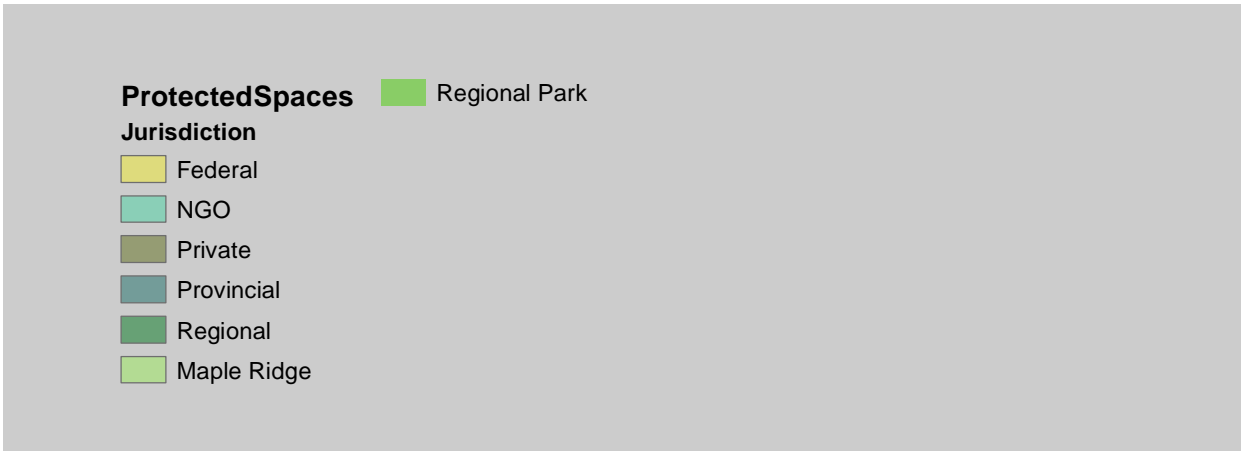 ProtectedSpaces
Jurisdiction
Federal
NGO
Private
Provincial
Regional
Maple Ridge
Regional Park